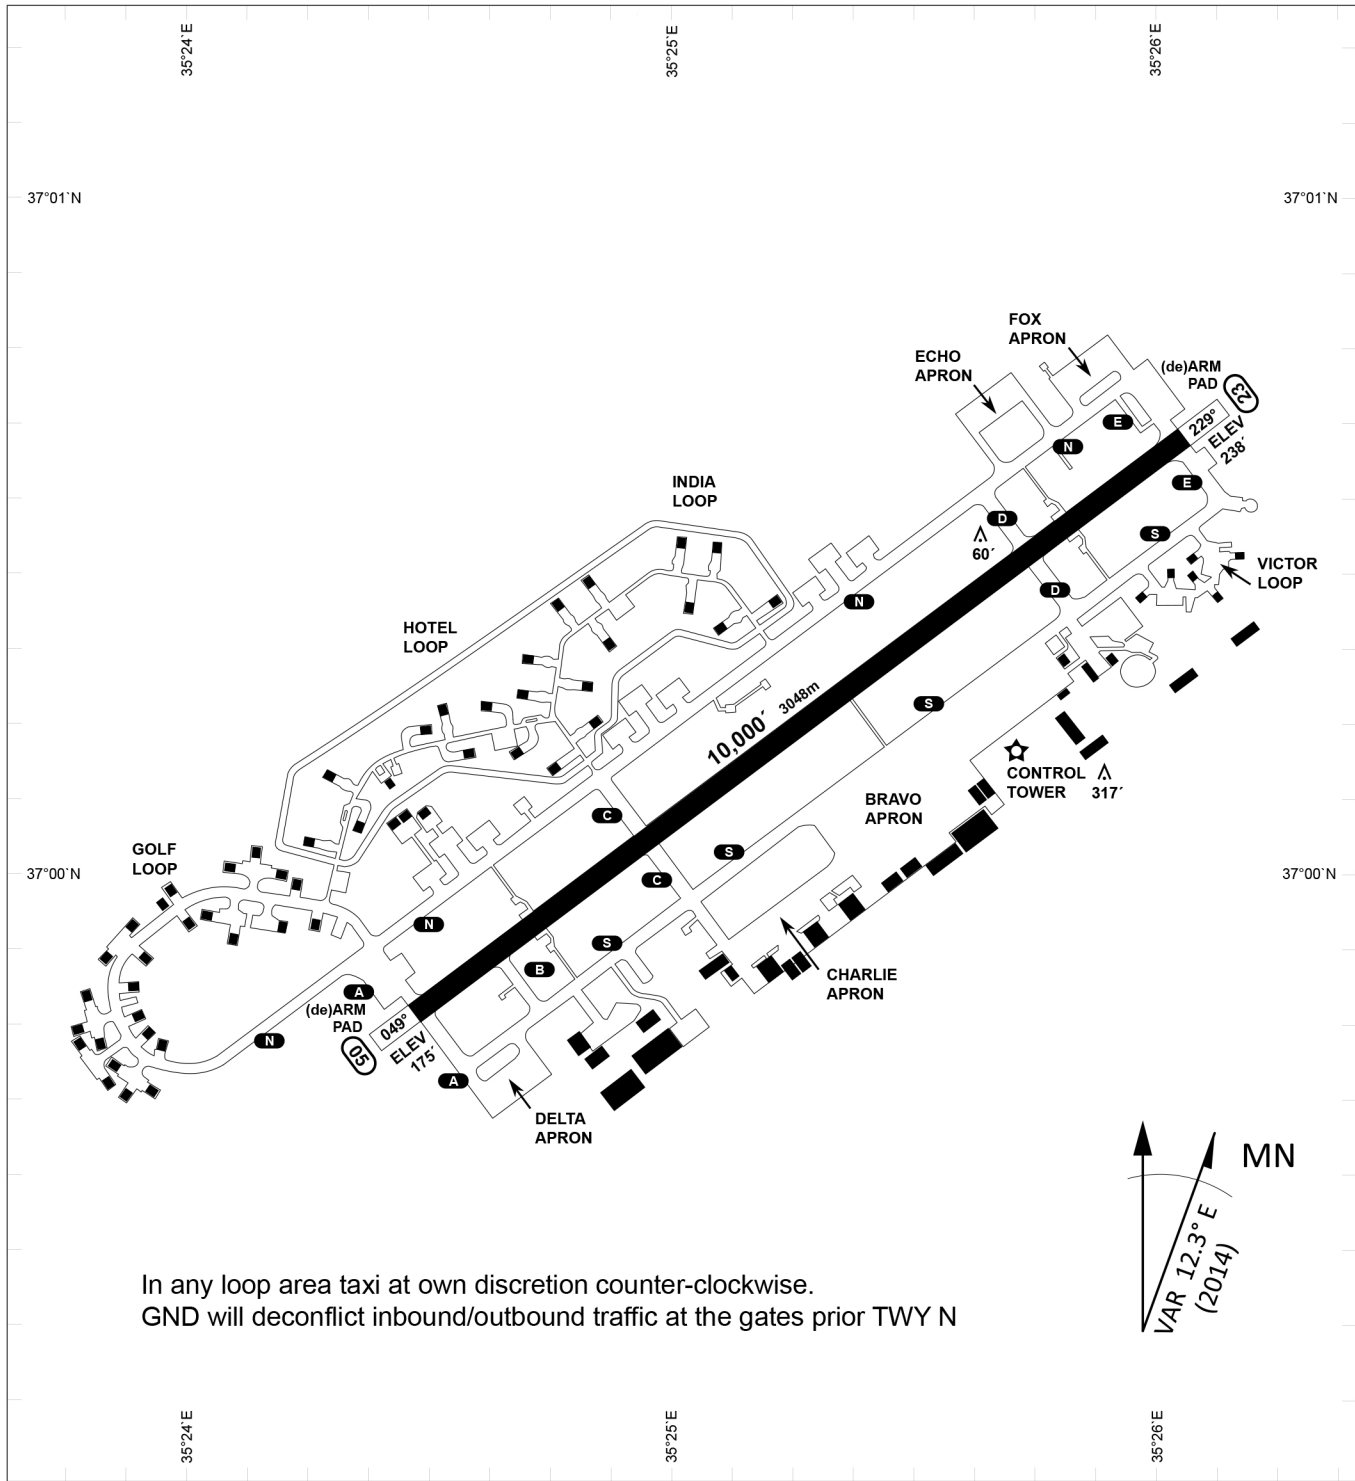 35°24`E
35°25`E
35°26`E
37°01`N
37°01`N
FOX
APRON
ECHO
APRON
(de)ARM
PAD
23
229°
ELEV
238´
E
N
INDIA
LOOP
E
D
S
60´
VICTOR
LOOP
D
N
HOTEL
LOOP
S
10,000´
3048m
CONTROL
TOWER
317´
BRAVO
APRON
C
GOLF
LOOP
S
37°00`N
37°00`N
C
N
S
B
CHARLIE
APRON
A
(de)ARM
PAD
05
049°
ELEV
175´
N
A
DELTA
APRON
MN
VAR 12.3° E
(2014)
In any loop area taxi at own discretion counter-clockwise.
GND will deconflict inbound/outbound traffic at the gates prior TWY N
35°24`E
35°25`E
35°26`E